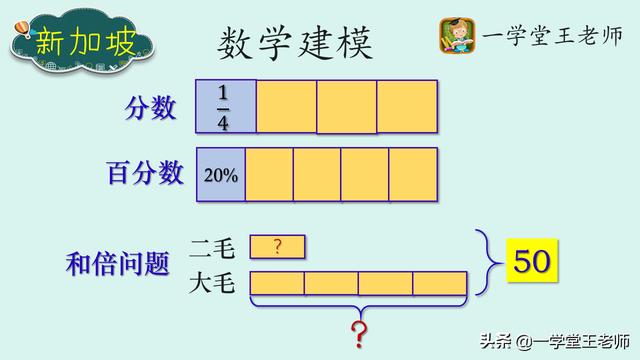 新加坡
数学建模
一学堂王老师
分数
1
4
百分数
20%
和倍问题
二毛
?
大毛
?
50
头条 @一学堂王老师